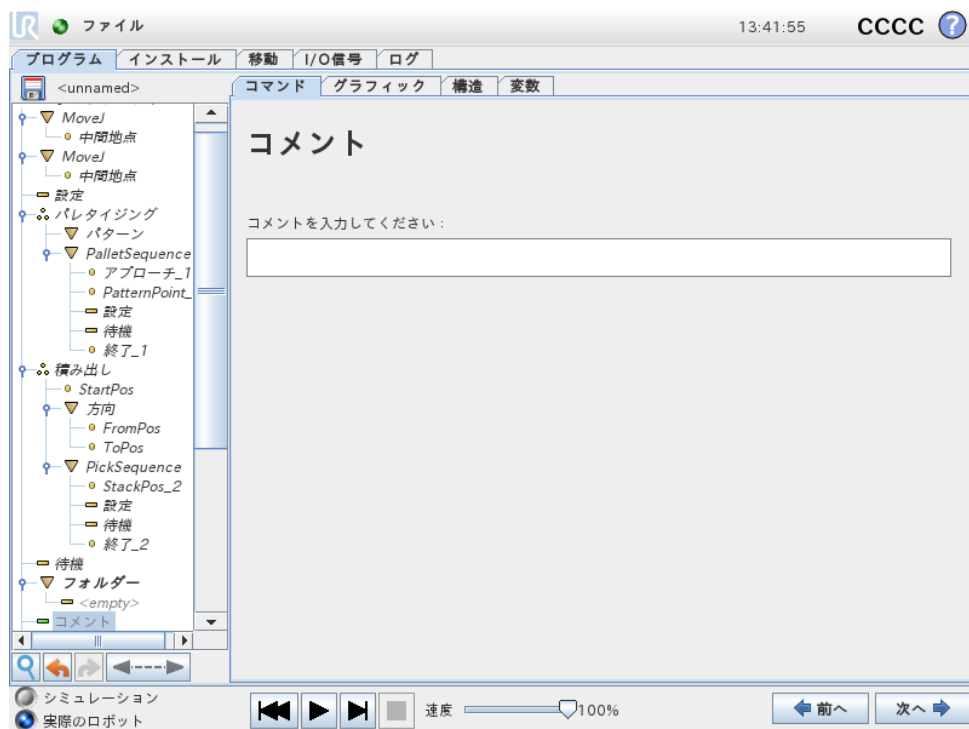 UR ファイル 13:41:55 CCCC ?
プログラム インストール 移動 I/O信号 ログ
<unnamed>
コマンド グラフィック 構造 変数
MoveJ
中間地点
MoveJ
中間地点
設定
パレタイジング
パターン
PalletSequence
アプローチ_1
PatternPoint_
設定
待機
終了_1
積み出し
StartPos
方向
FromPos
ToPos
PickSequence
StackPos_2
設定
待機
終了_2
待機
フォルダー
<empty>
コメント
コメント
コメントを入力してください :
シミュレーション
実際のロボット
速度 100%
前へ 次へ